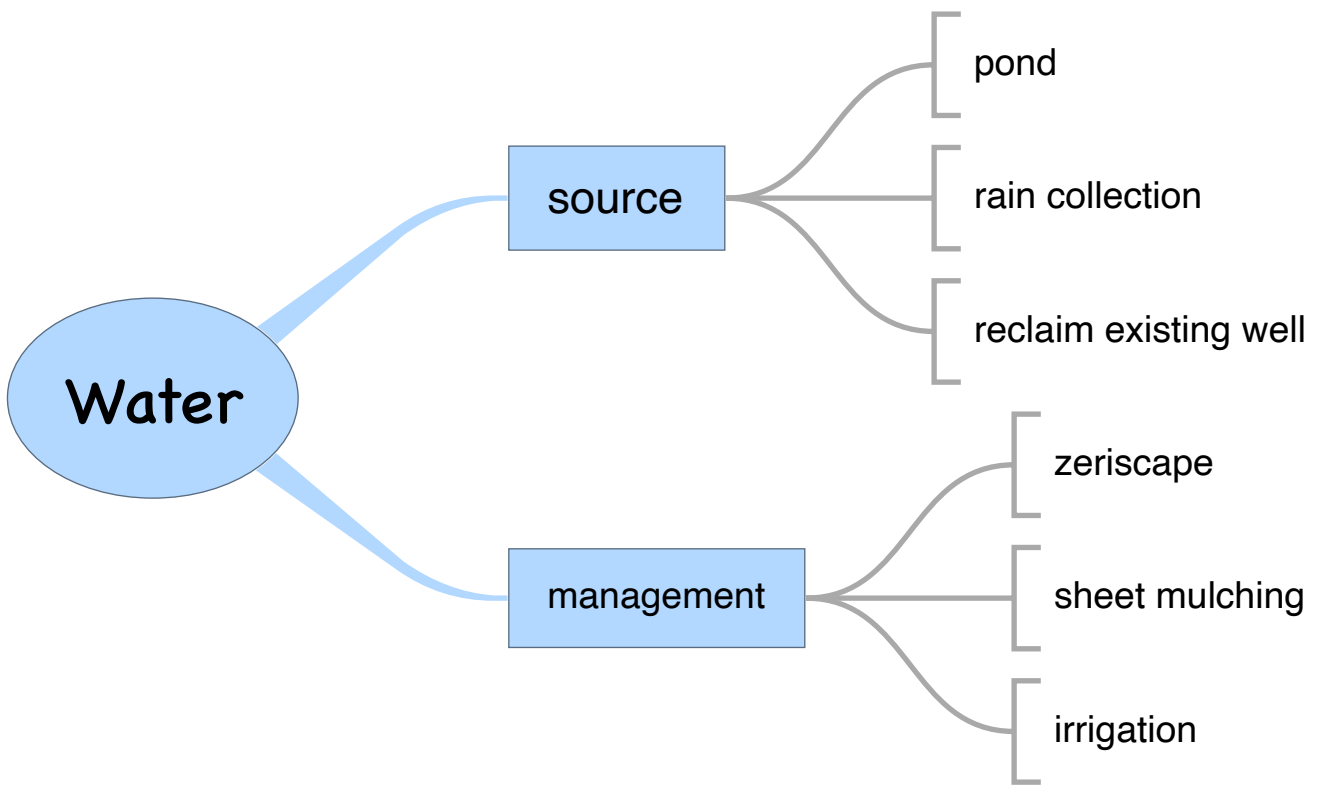 Water
source
pond
rain collection
reclaim existing well
management
zeriscape
sheet mulching
irrigation